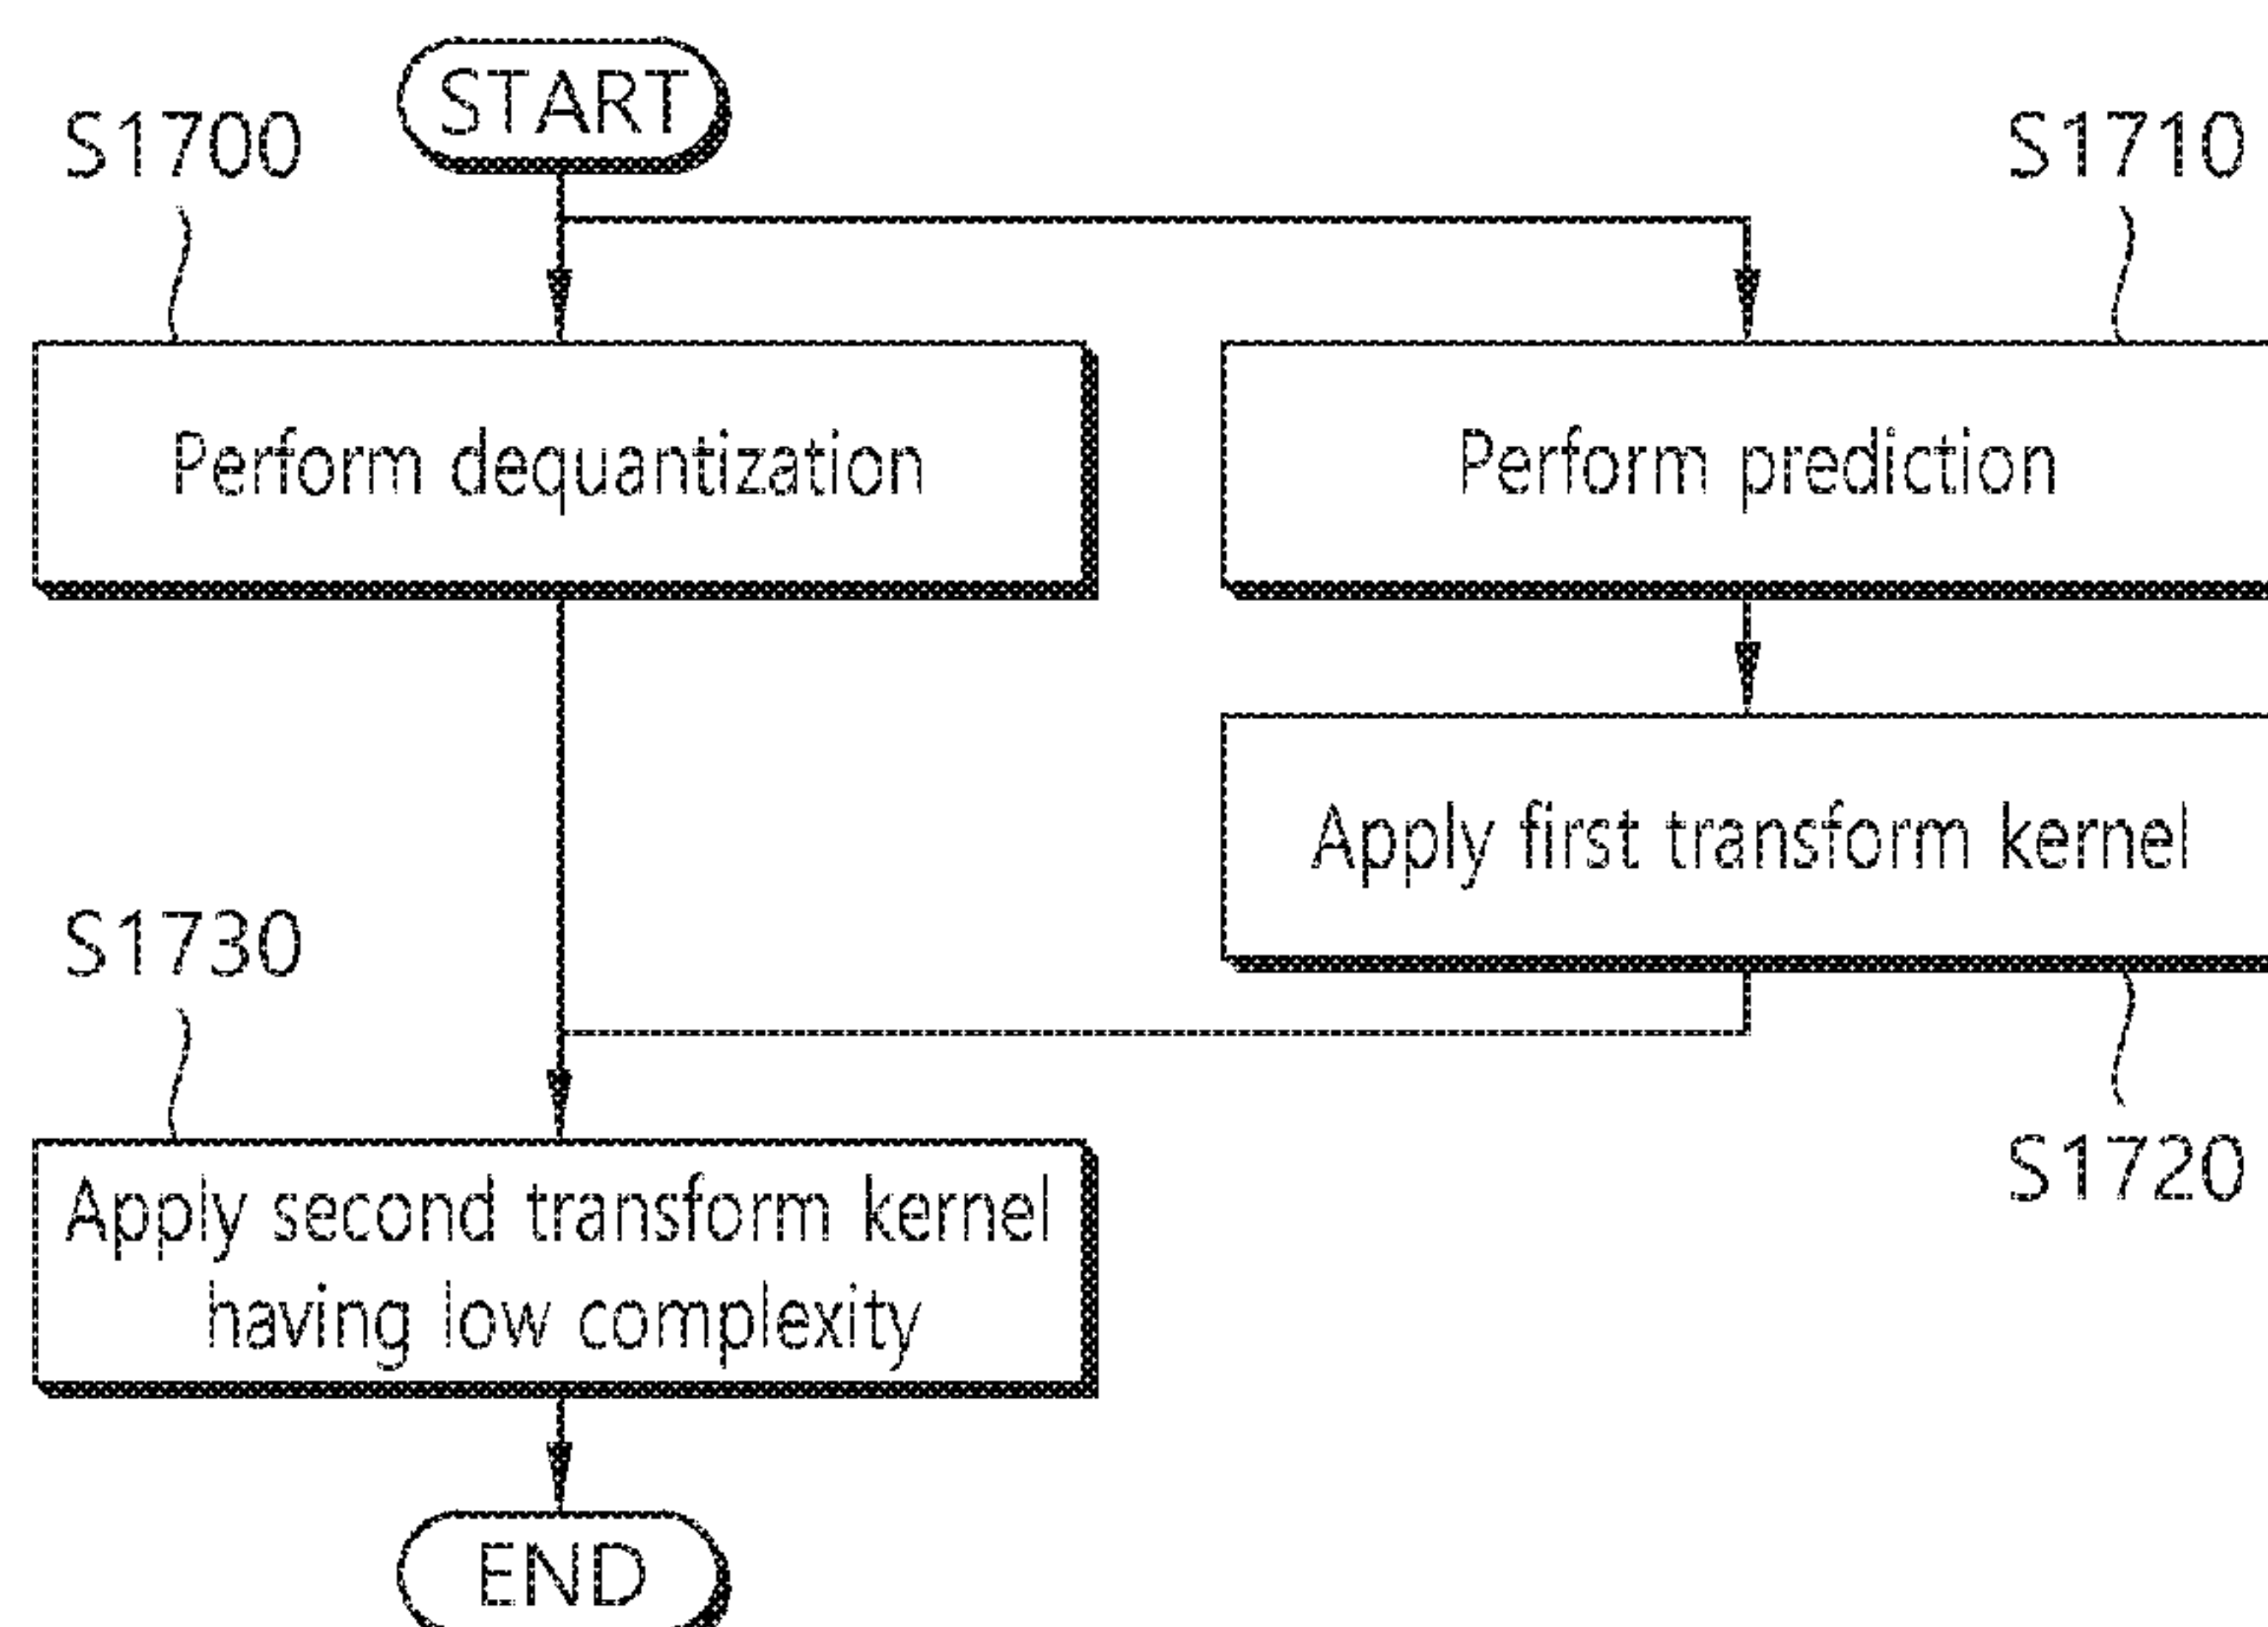 START
S1700
S1710
Perform dequantization
Perform prediction
Apply first transform kernel
S1730
S1720
Apply second transform kernel
having low complexity
END